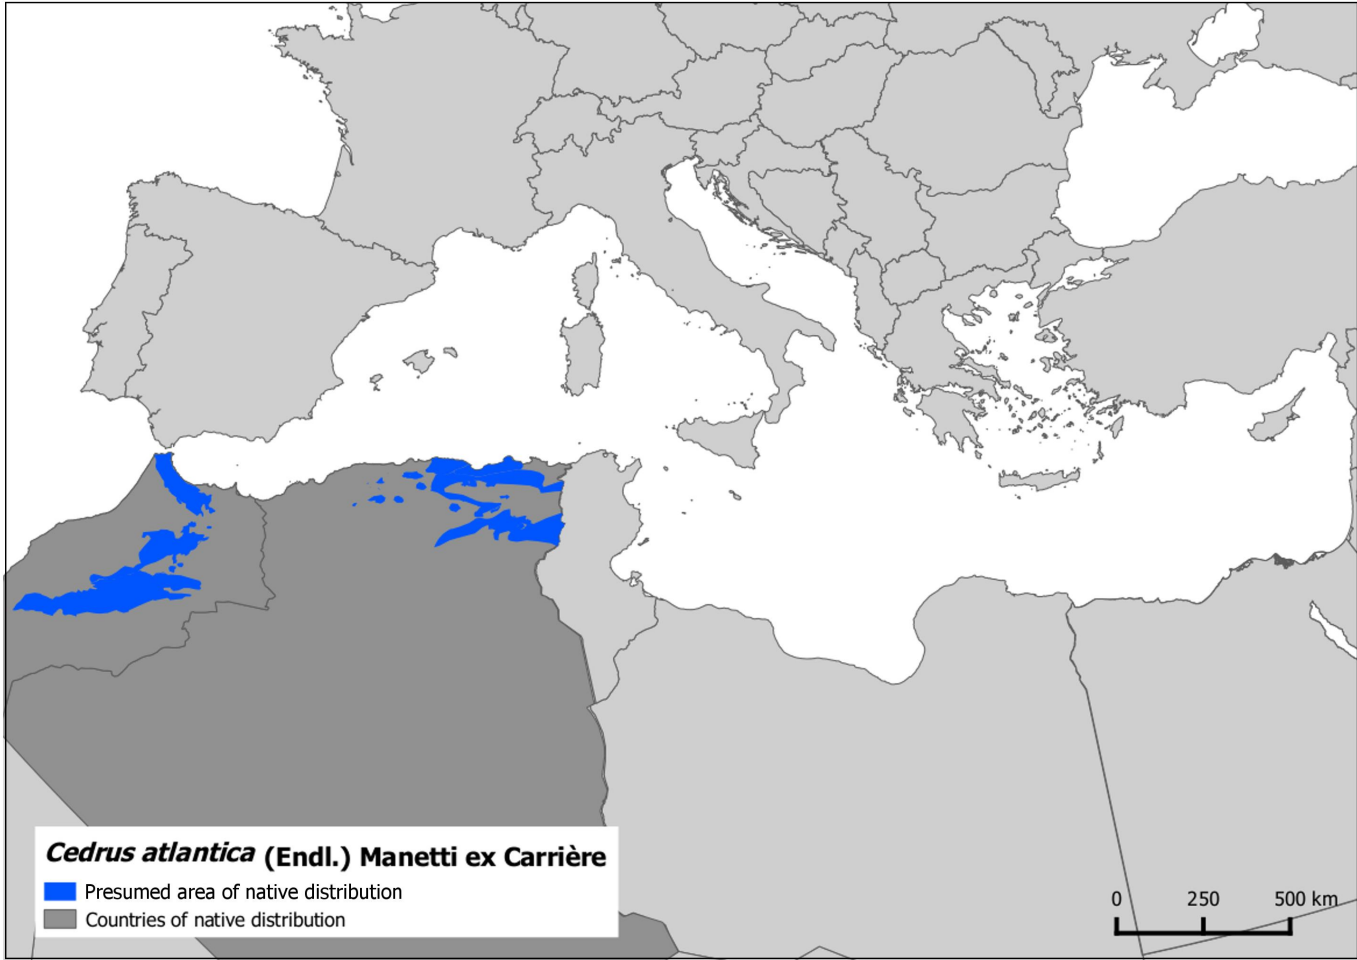 Cedrus atlantica (Endl.) Manetti ex Carrière
Presumed area of native distribution
Countries of native distribution
0 250 500 km